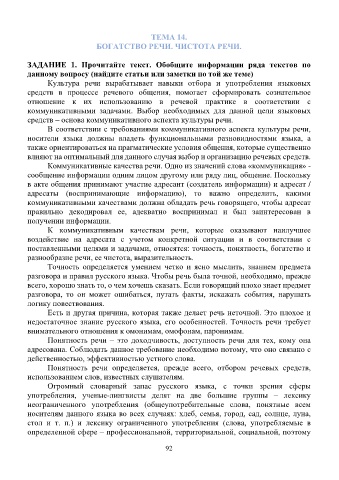 ТЕМА 14.
БОГАТСТВО РЕЧИ. ЧИСТОТА РЕЧИ.
ЗАДАНИЕ 1. Прочитайте текст. Обобщите информации ряда текстов по
данному вопросу (найдите статьи или заметки по той же теме)
Культура речи вырабатывает навыки отбора и употребления языковых
средств в процессе речевого общения, помогает сформировать сознательное
отношение к их использованию в речевой практике в соответствии с
коммуникативными задачами. Выбор необходимых для данной цели языковых
средств – основа коммуникативного аспекта культуры речи.
В соответствии с требованиями коммуникативного аспекта культуры речи,
носители языка должны владеть функциональными разновидностями языка, а
также ориентироваться на прагматические условия общения, которые существенно
влияют на оптимальный для данного случая выбор и организацию речевых средств.
Коммуникативные качества речи. Одно из значений слова «коммуникация» -
сообщение информации одним лицом другому или ряду лиц, общение. Поскольку
в акте общения принимают участие адресант (создатель информации) и адресат /
адресаты (воспринимающие информацию), то важно определить, какими
коммуникативными качествами должна обладать речь говорящего, чтобы адресат
правильно декодировал ее, адекватно воспринимал и был заинтересован в
получении информации.
К коммуникативным качествам речи, которые оказывают наилучшее
воздействие на адресата с учетом конкретной ситуации и в соответствии с
поставленными целями и задачами, относятся: точность, понятность, богатство и
разнообразие речи, ее чистота, выразительность.
Точность определяется умением четко и ясно мыслить, знанием предмета
разговора и правил русского языка. Чтобы речь была точной, необходимо, прежде
всего, хорошо знать то, о чем хочешь сказать. Если говорящий плохо знает предмет
разговора, то он может ошибаться, путать факты, искажать события, нарушать
логику повествования.
Есть и другая причина, которая также делает речь неточной. Это плохое и
недостаточное знание русского языка, его особенностей. Точность речи требует
внимательного отношения к омонимам, омофонам, паронимам.
Понятность речи – это доходчивость, доступность речи для тех, кому она
адресована. Соблюдать данное требование необходимо потому, что оно связано с
действенностью, эффективностью устного слова.
Понятность речи определяется, прежде всего, отбором речевых средств,
использованием слов, известных слушателям.
Огромный словарный запас русского языка, с точки зрения сферы
употребления, ученые-лингвисты делят на две большие группы – лексику
неограниченного употребления (общеупотребительные слова, понятные всем
носителям данного языка во всех случаях: хлеб, семья, город, сад, солнце, луна,
стол и т. п.) и лексику ограниченного употребления (слова, употребляемые в
определенной сфере – профессиональной, территориальной, социальной, поэтому
92